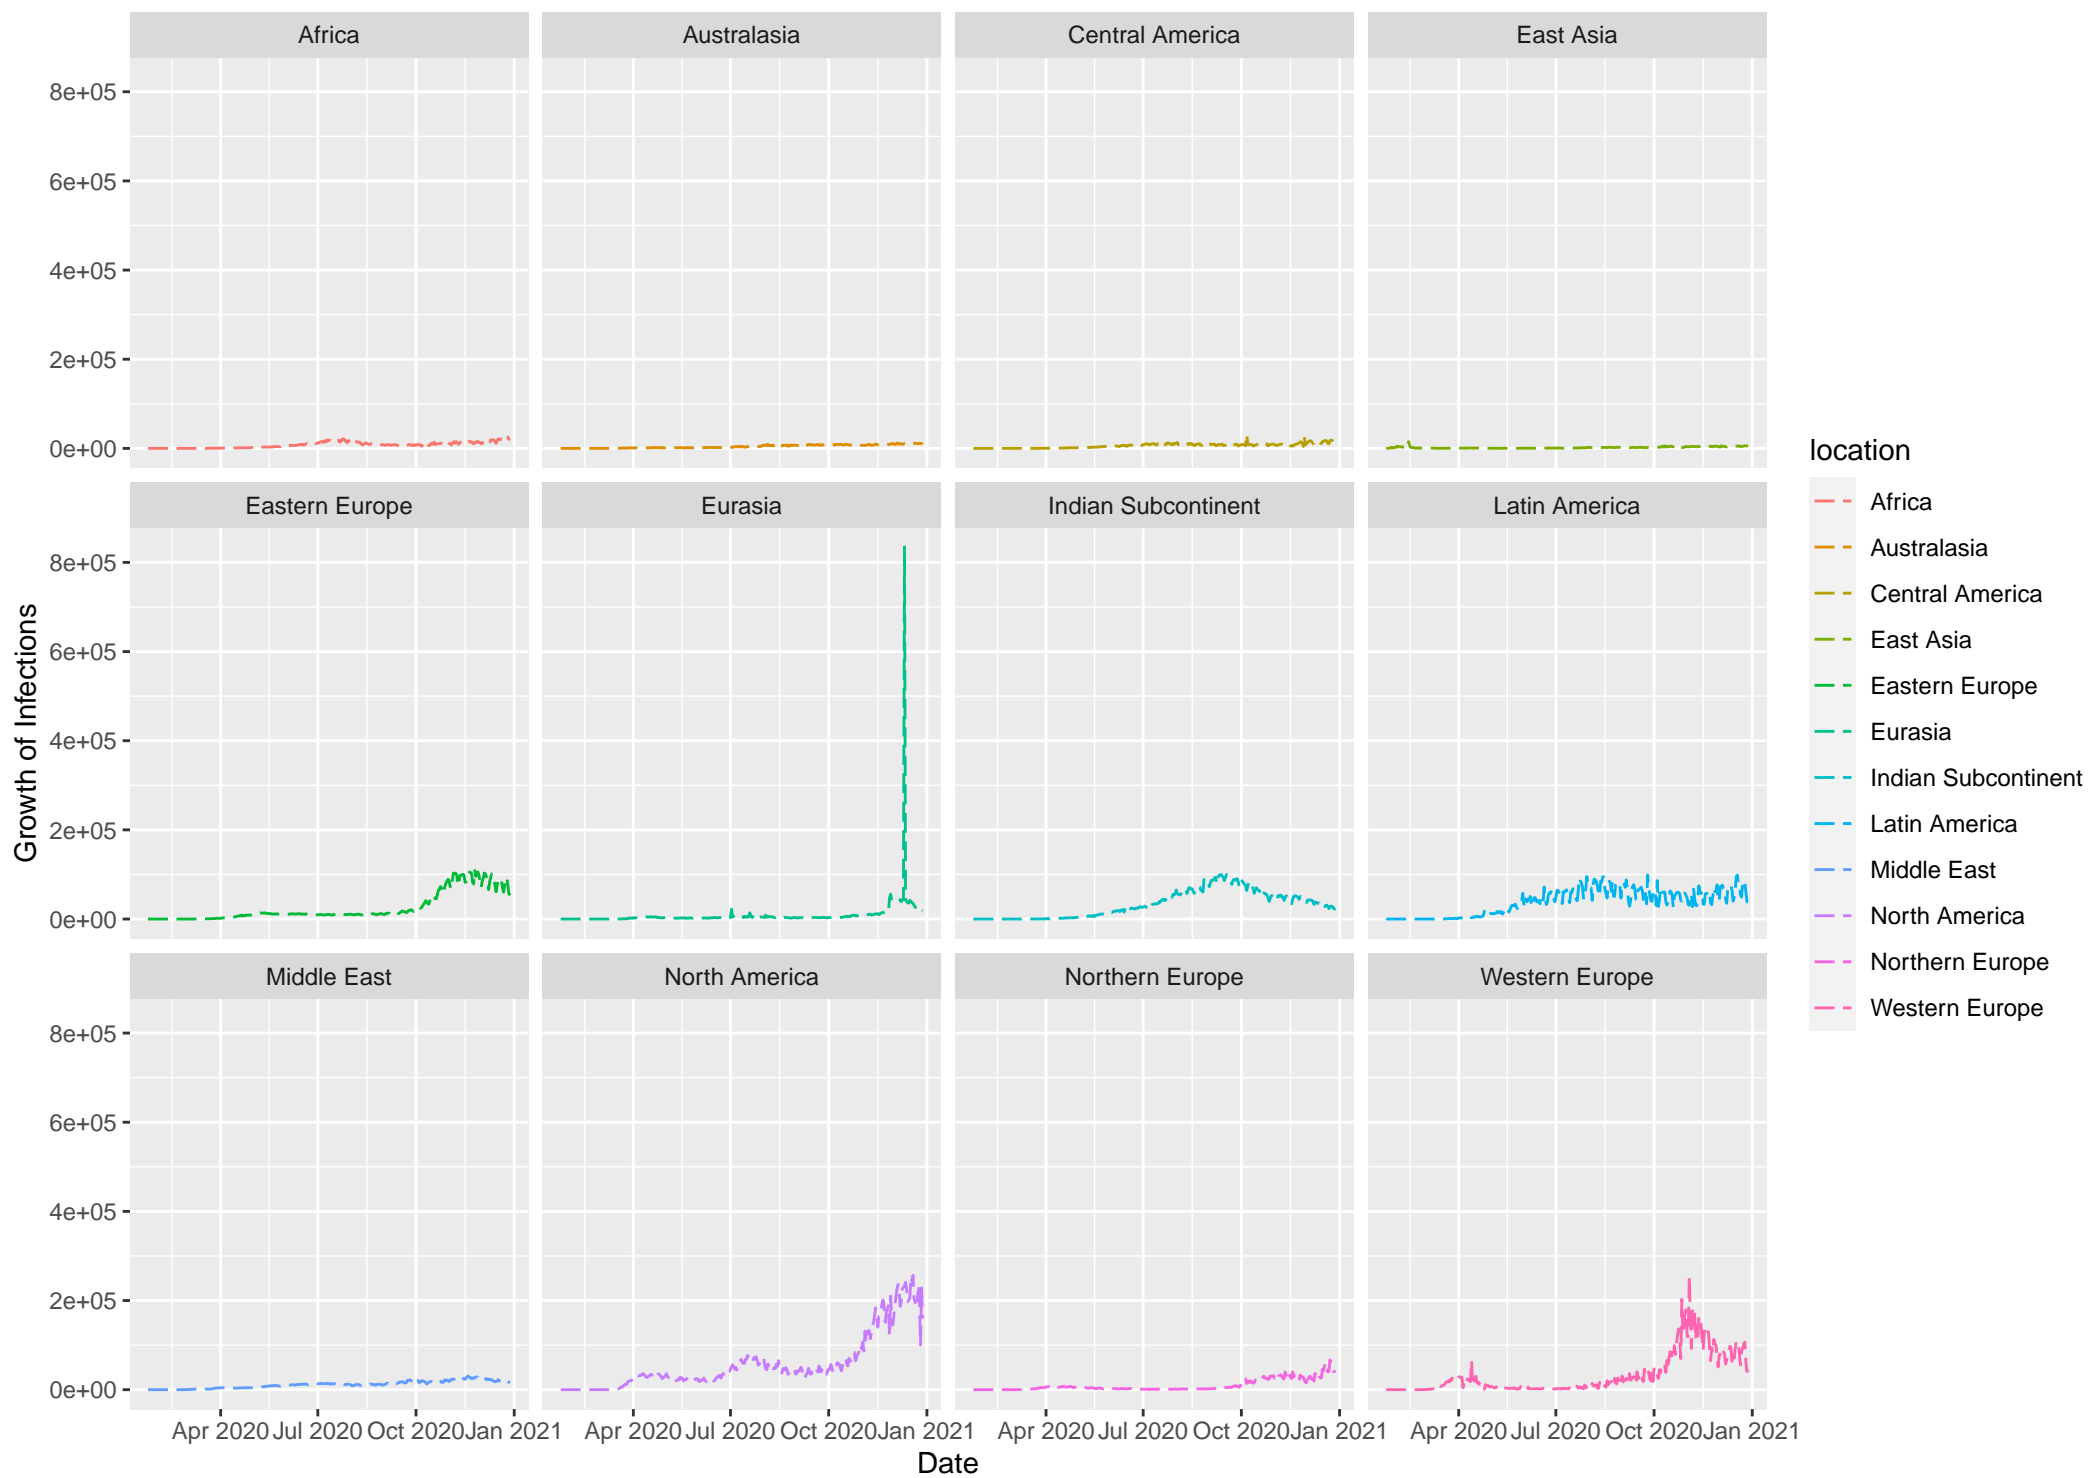 Africa
Australasia
Central America
East Asia
8e+05
6e+05
4e+05
2e+05
0e+00
Eastern Europe
Eurasia
Indian Subcontinent
Latin America
8e+05
6e+05
4e+05
2e+05
0e+00
Middle East
North America
Northern Europe
Western Europe
8e+05
6e+05
4e+05
2e+05
0e+00
Apr 2020 Jul 2020 Oct 2020 Jan 2021
Apr 2020 Jul 2020 Oct 2020 Jan 2021
Apr 2020 Jul 2020 Oct 2020 Jan 2021
Apr 2020 Jul 2020 Oct 2020 Jan 2021
Date
Growth of Infections
location
Africa
Australasia
Central America
East Asia
Eastern Europe
Eurasia
Indian Subcontinent
Latin America
Middle East
North America
Northern Europe
Western Europe